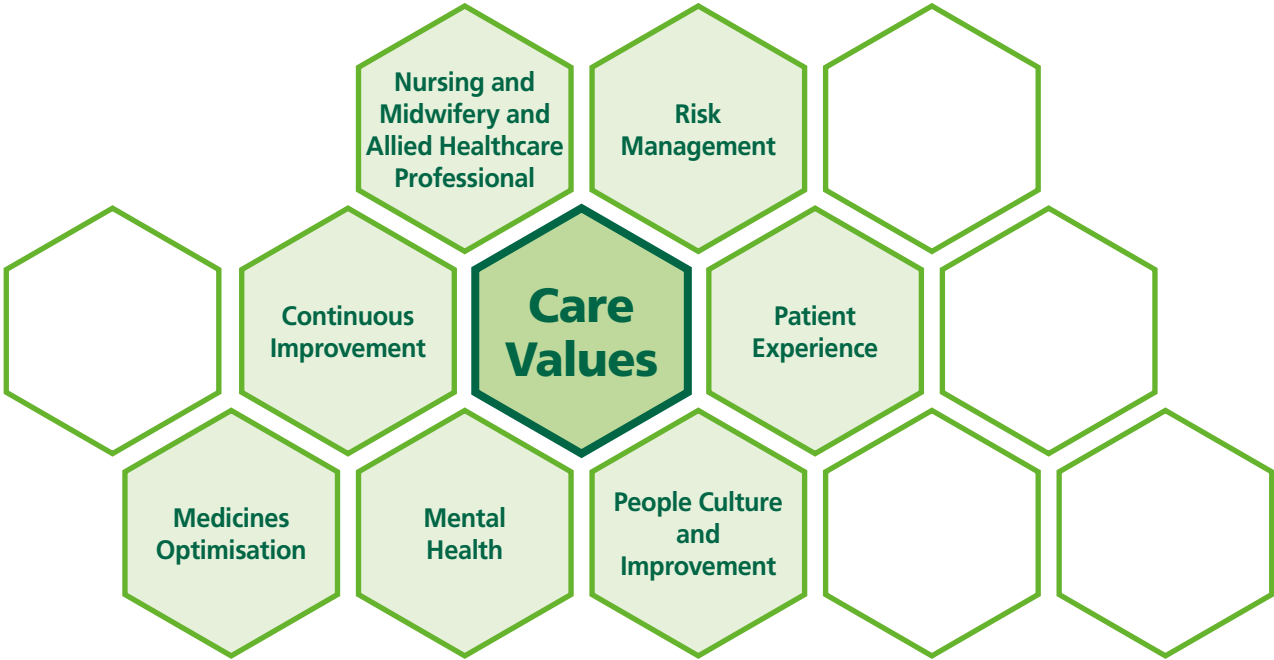 Nursing and
Midwifery and
Allied Healthcare
Professional
Risk
Management
Continuous
Improvement
Care
Values
Patient
Experience
Medicines
Optimisation
Mental
Health
People Culture
and
Improvement